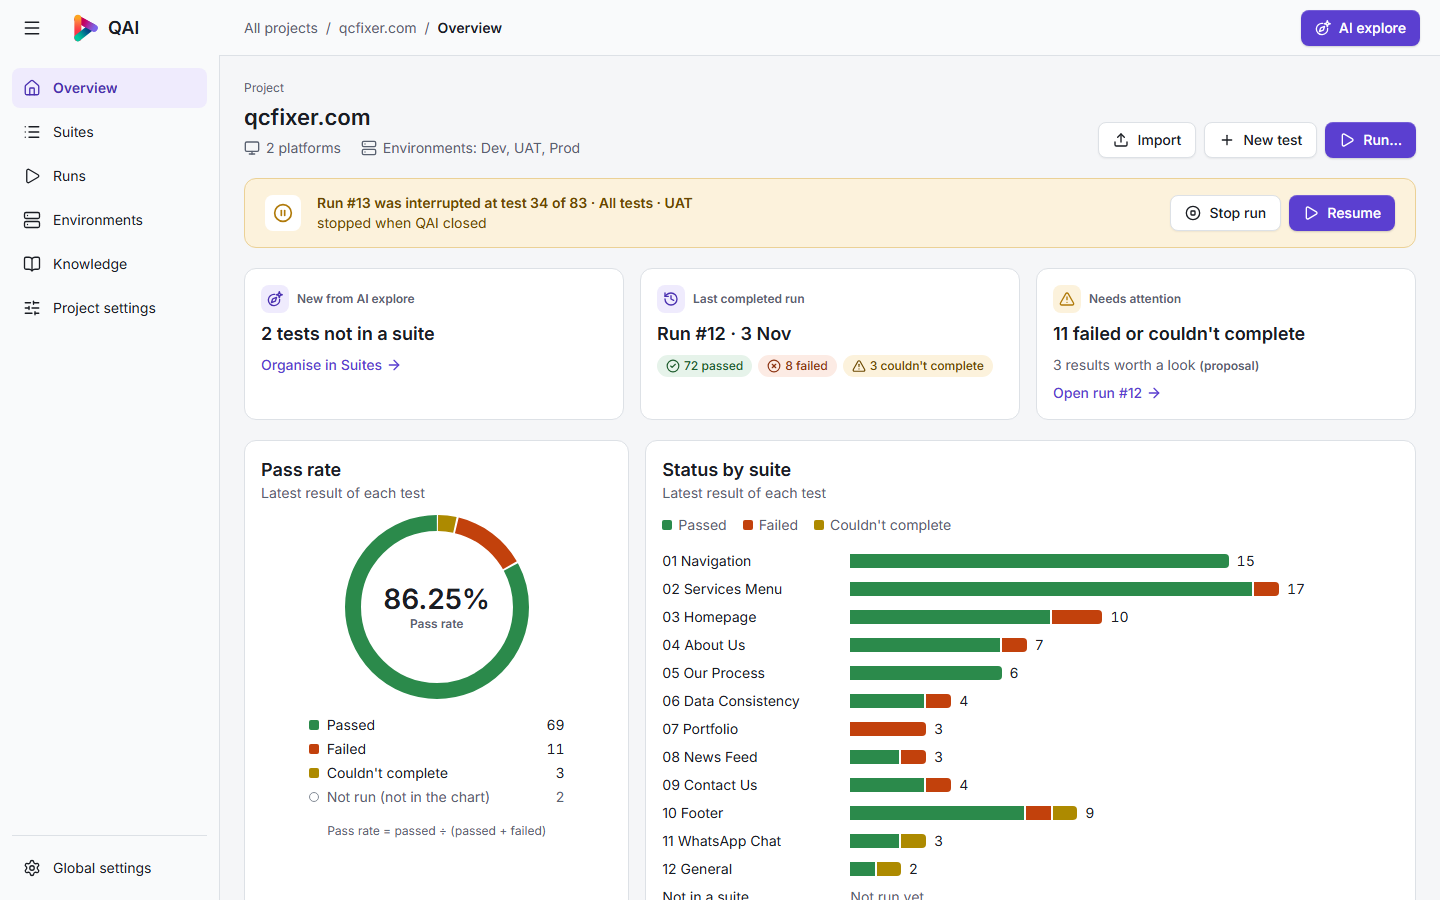 QAI
All projects / qcfixer.com / Overview
AI explore
Overview
Suites
Runs
Environments
Knowledge
Project settings
Global settings
Project
qcfixer.com
2 platforms
Environments: Dev, UAT, Prod
Import
New test
Run...
Run #13 was interrupted at test 34 of 83 · All tests · UAT
stopped when QAI closed
Stop run
Resume
New from AI explore
2 tests not in a suite
Organise in Suites →
Last completed run
Run #12 · 3 Nov
72 passed
8 failed
3 couldn't complete
Needs attention
11 failed or couldn't complete
3 results worth a look (proposal)
Open run #12 →
Pass rate
Latest result of each test
86.25%
Pass rate
Passed 69
Failed 11
Couldn't complete 3
Not run (not in the chart) 2
Pass rate = passed ÷ (passed + failed)
Status by suite
Latest result of each test
Passed
Failed
Couldn't complete
01 Navigation 15
02 Services Menu 17
03 Homepage 10
04 About Us 7
05 Our Process 6
06 Data Consistency 4
07 Portfolio 3
08 News Feed 3
09 Contact Us 4
10 Footer 9
11 WhatsApp Chat 3
12 General 2
Not in a suite Not run yet